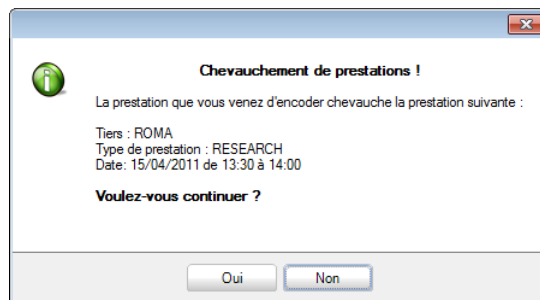 Chevauchement de prestations !
La prestation que vous venez d'encoder chevauche la prestation suivante :
Tiers : ROMA
Type de prestation : RESEARCH
Date: 15/04/2011 de 13:30 à 14:00
Voulez-vous continuer ?
Oui
Non